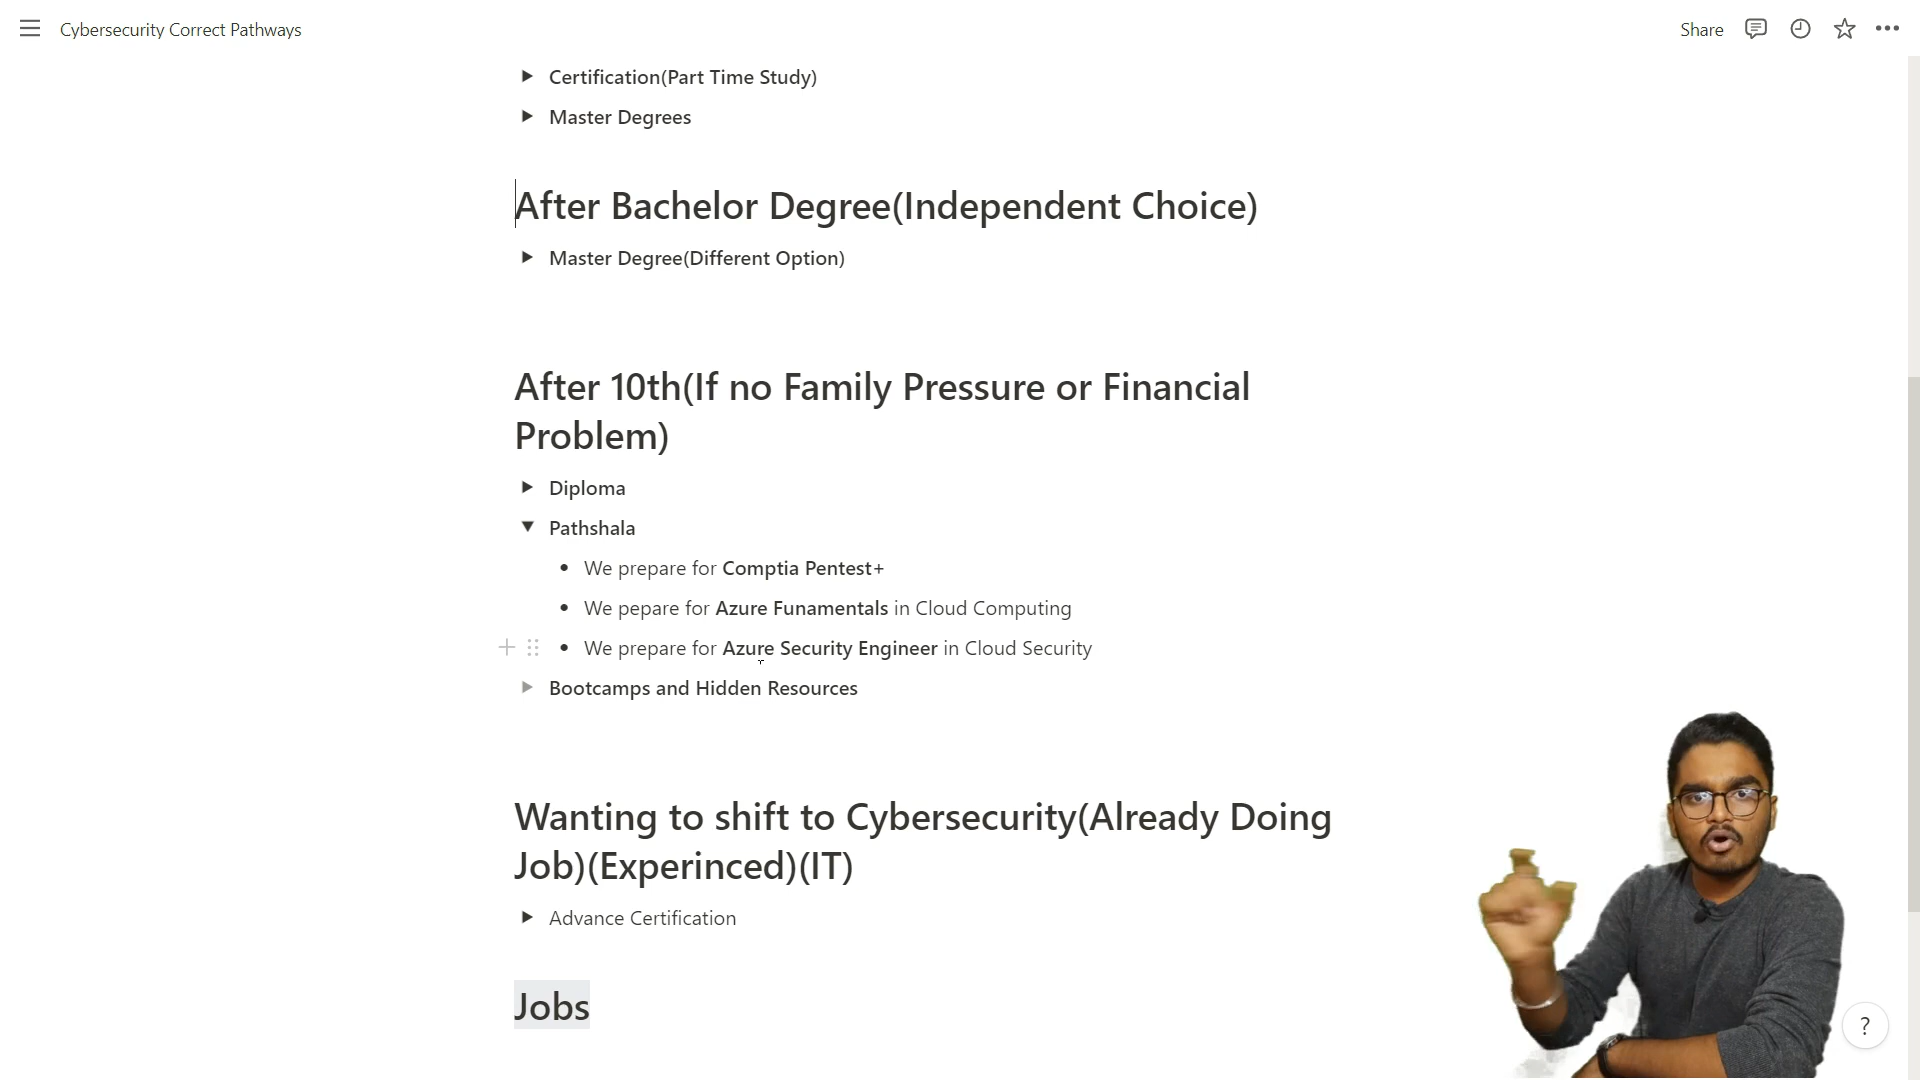 Cybersecurity Correct Pathways
Share
Certification(Part Time Study)
Master Degrees
After Bachelor Degree(Independent Choice)
Master Degree(Different Option)
After 10th(If no Family Pressure or Financial
Problem)
Diploma
Pathshala
We prepare for Comptia Pentest+
We pepare for Azure Funamentals in Cloud Computing
We prepare for Azure Security Engineer in Cloud Security
Bootcamps and Hidden Resources
Wanting to shift to Cybersecurity(Already Doing
Job)(Experinced)(IT)
Advance Certification
Jobs
?